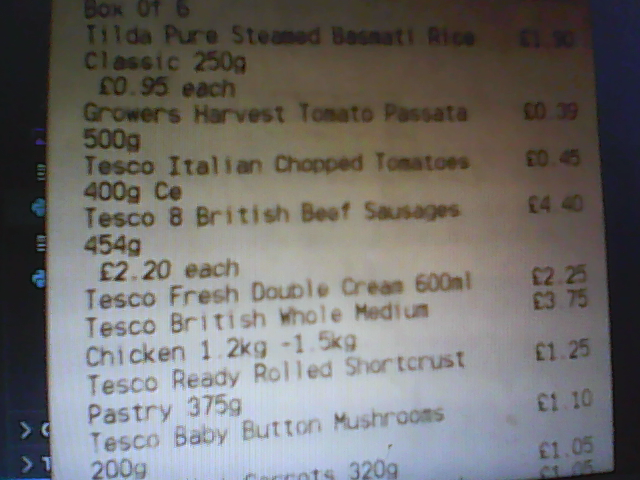 Box Of 6
Tilda Pure Steamed Basmati Rice £1.90
Classic 250g
£0.95 each
Growers Harvest Tomato Passata £0.39
500g
Tesco Italian Chopped Tomatoes £0.45
400g Ce
Tesco 8 British Beef Sausages £4.40
454g
£2.20 each
Tesco Fresh Double Cream 600ml £2.25
Tesco British Whole Medium £3.75
Chicken 1.2kg -1.5kg
Tesco Ready Rolled Shortcrust £1.25
Pastry 375g
Tesco Baby Button Mushrooms £1.10
200g £1.05
Carrots 320g £1.05